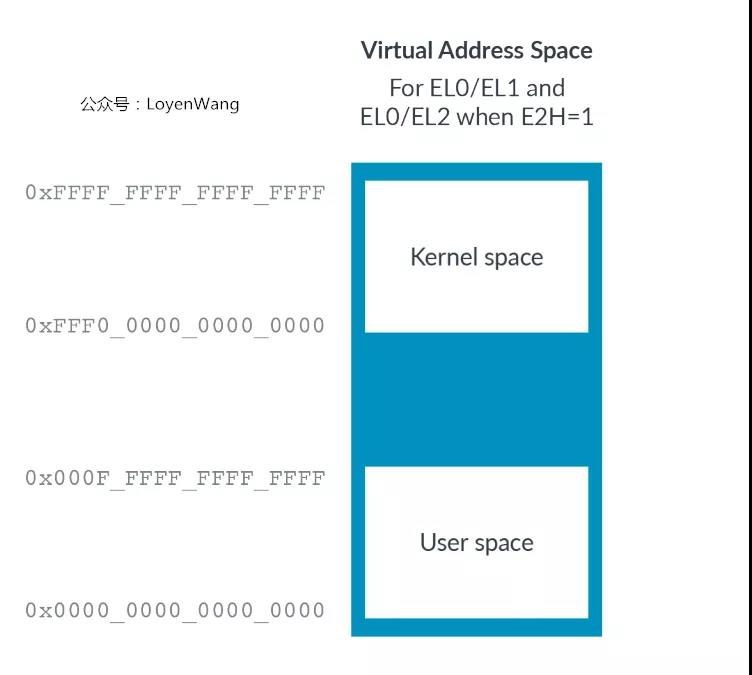 Virtual Address Space
For EL0/EL1 and
EL0/EL2 when E2H=1
公众号：LoyenWang
0xFFFF_FFFF_FFFF_FFFF
Kernel space
0xFFF0_0000_0000_0000
0x000F_FFFF_FFFF_FFFF
User space
0x0000_0000_0000_0000